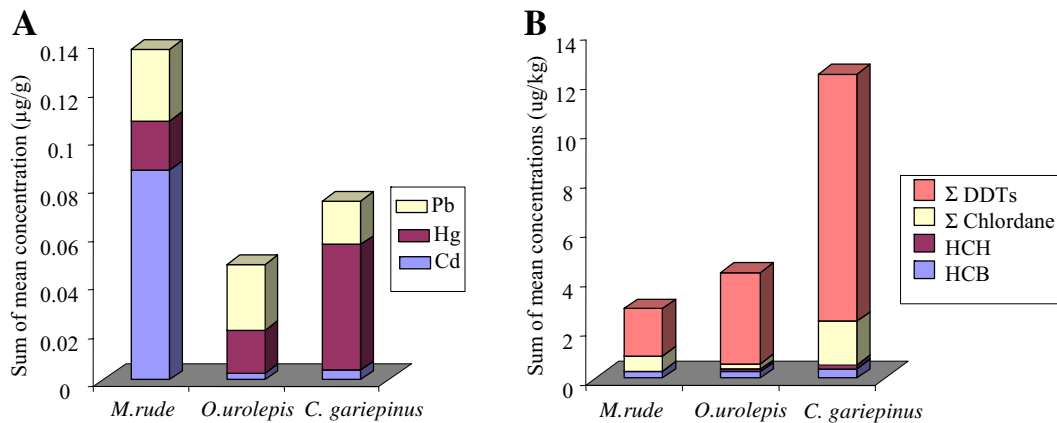 A
Sum of mean concentration (µg/g)
0.14
0.12
0.1
0.08
0.06
0.04
0.02
0
M.rude
O.urolepis
C. gariepinus
Pb
Hg
Cd
B
Sum of mean concentrations (ug/kg)
14
12
10
8
6
4
2
0
M.rude
O.urolepis
C. gariepinus
Σ DDTs
Σ Chlordane
HCH
HCB